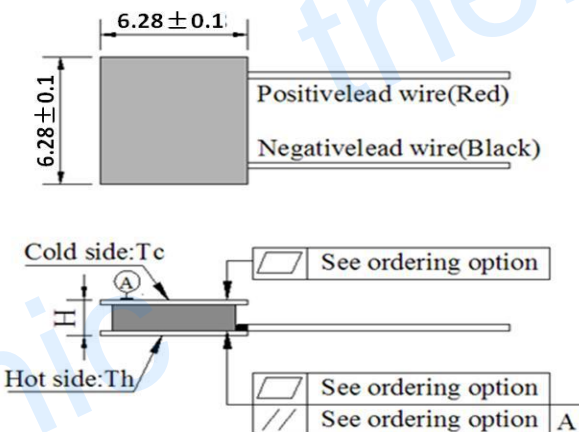 6.28±0.1
6.28±0.1
Positivelead wire(Red)
Negativelead wire(Black)
Cold side:Tc
A
See ordering option
H
Hot side:Th
See ordering option
// See ordering option A